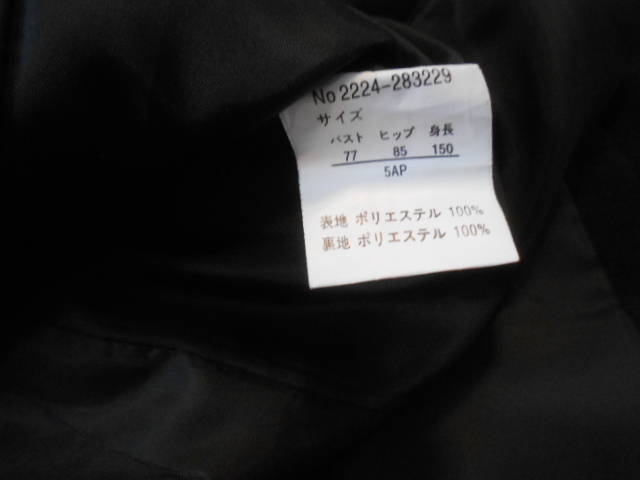 No 2224-283229
サイズ
バスト ヒップ 身長
77 85 150
5AP
表地 ポリエステル 100%
裏地 ポリエステル 100%